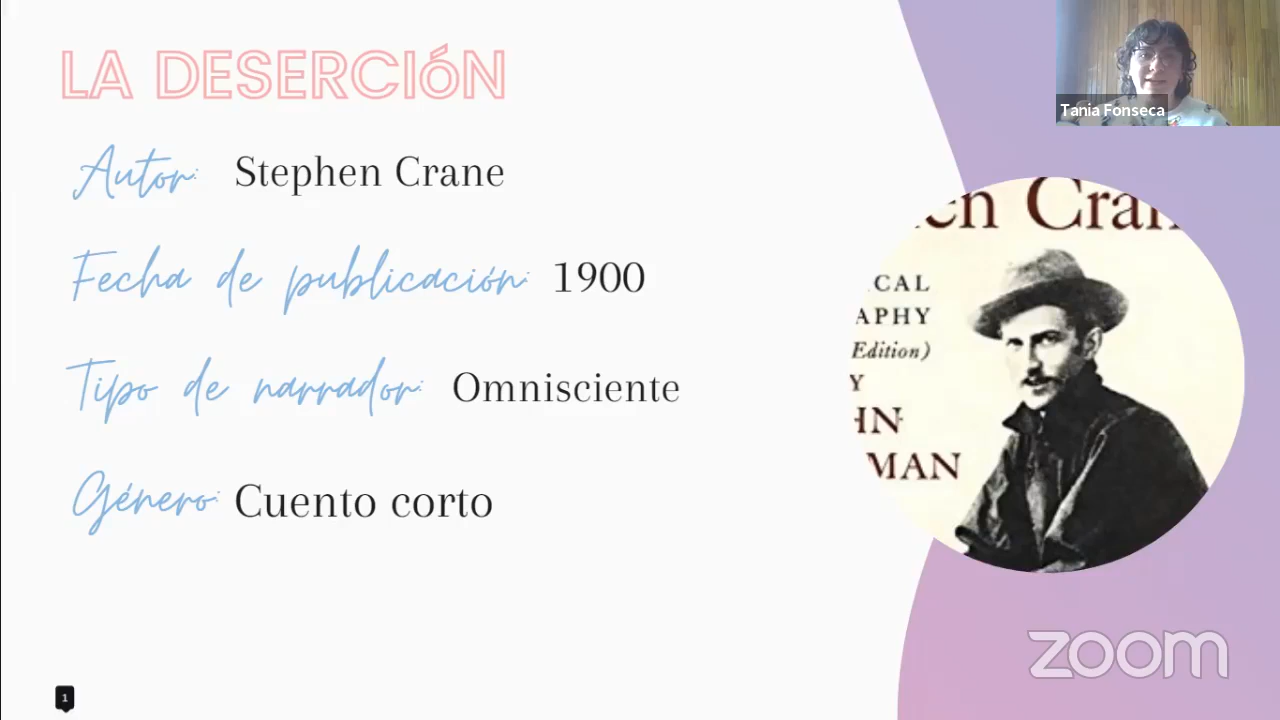 LA DESERCIóN
Tania Fonseca
Autor: Stephen Crane
en Cran
Fecha de publicación: 1900
CAL
APHY
Edition)
Y
HN
MAN
Tipo de narrador: Omnisciente
Género: Cuento corto
zoom
1